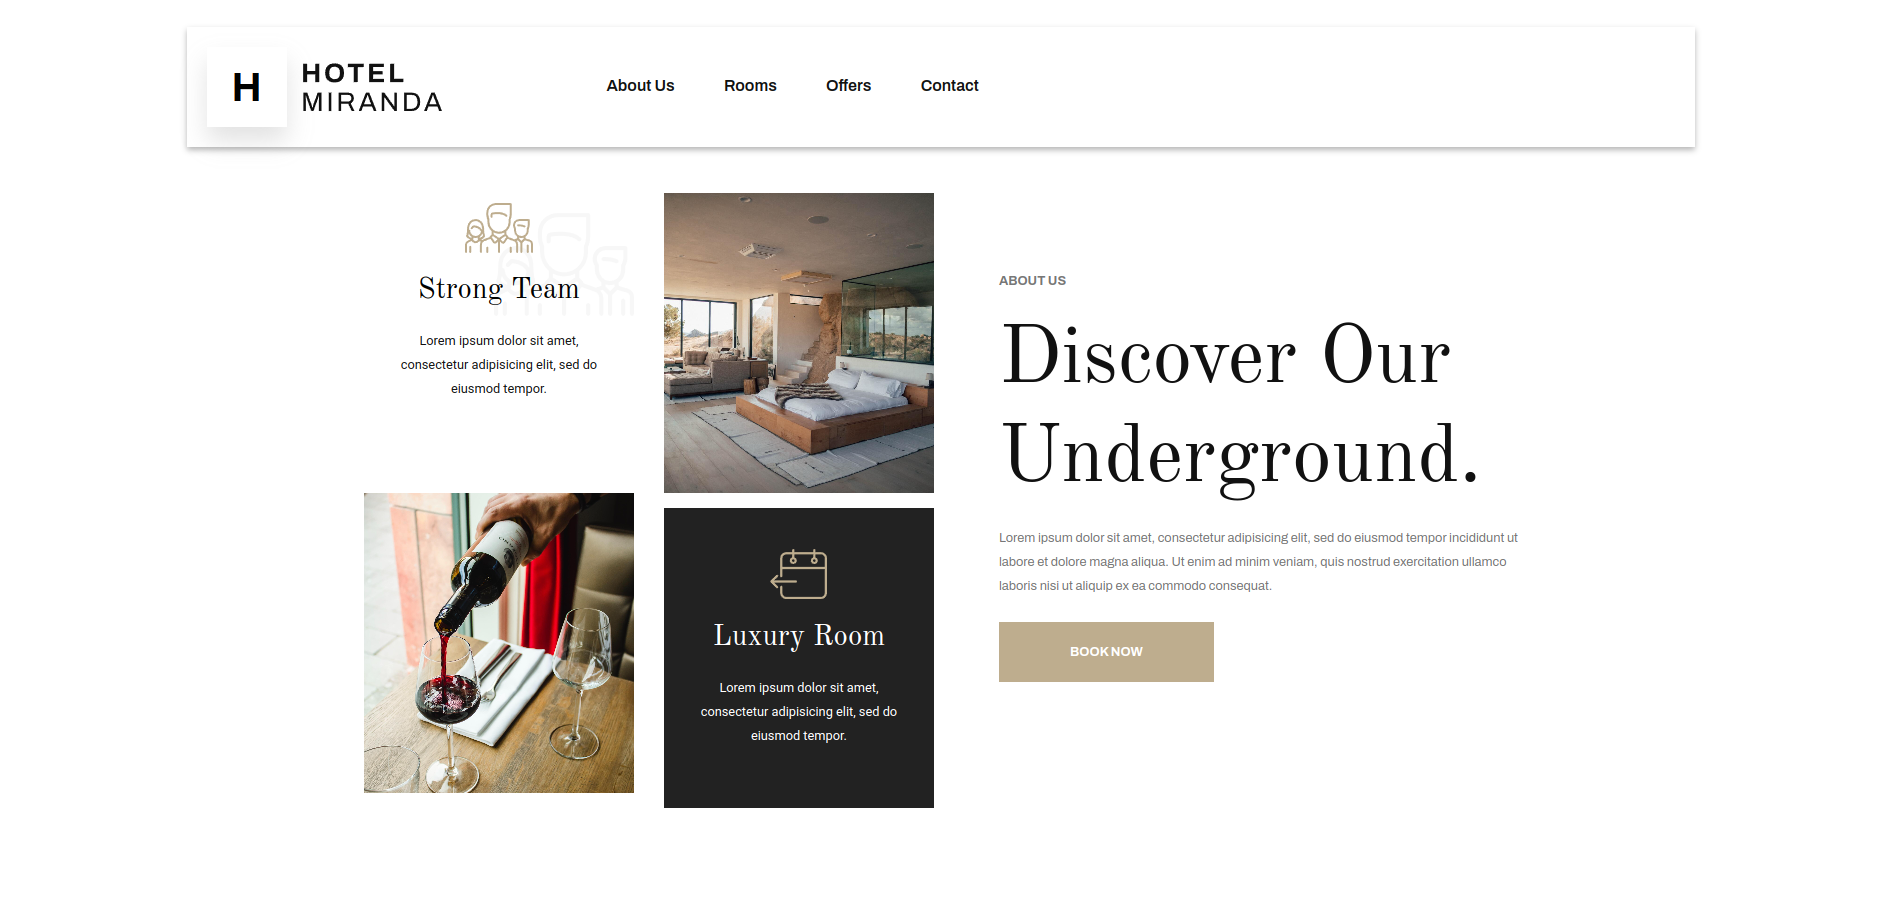 H
HOTEL
MIRANDA
About Us
Rooms
Offers
Contact
Strong Team
Lorem ipsum dolor sit amet,
consectetur adipisicing elit, sed do
eiusmod tempor.
Luxury Room
Lorem ipsum dolor sit amet,
consectetur adipisicing elit, sed do
eiusmod tempor.
ABOUT US
Discover Our
Underground.
Lorem ipsum dolor sit amet, consectetur adipisicing elit, sed do eiusmod tempor incididunt ut
labore et dolore magna aliqua. Ut enim ad minim veniam, quis nostrud exercitation ullamco
laboris nisi ut aliquip ex ea commodo consequat.
BOOK NOW